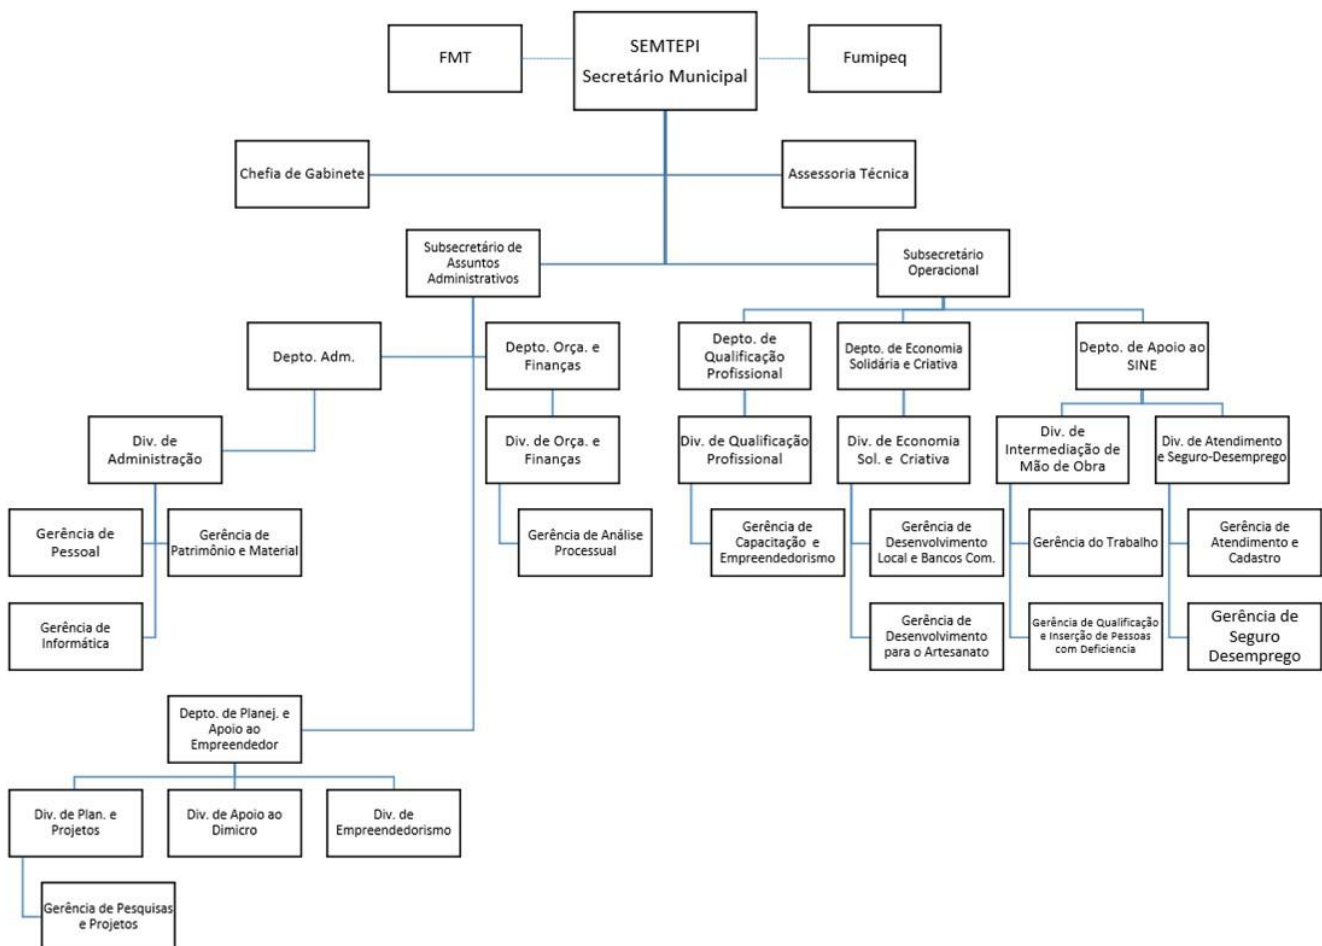 FMT
SEMTEPI
Secretário Municipal
Fumipeq
Chefia de Gabinete
Assessoria Técnica
Subsecretário de
Assuntos
Administrativos
Subsecretário
Operacional
Depto. Adm.
Depto. Orça. e
Finanças
Depto. de
Qualificação
Profissional
Depto. de Economia
Solidária e Criativa
Depto. de Apoio ao
SINE
Div. de
Administração
Div. de Orça. e
Finanças
Div. de Qualificação
Profissional
Div. de Economia
Sol. e Criativa
Div. de
Intermediação de
Mão de Obra
Div. de Atendimento
e Seguro-Desemprego
Gerência de
Pessoal
Gerência de
Patrimônio e Material
Gerência de Análise
Processual
Gerência de
Capacitação e
Empreendedorismo
Gerência de
Desenvolvimento
Local e Bancos Com.
Gerência do Trabalho
Gerência de
Atendimento e
Cadastro
Gerência de
Informática
Gerência de
Desenvolvimento
para o Artesanato
Gerência de Qualificação
e Inserção de Pessoas
com Deficiencia
Gerência de
Seguro
Desemprego
Depto. de Planej. e
Apoio ao
Empreendedor
Div. de Plan. e
Projetos
Div. de Apoio ao
Dimicro
Div. de
Empreendedorismo
Gerência de Pesquisas
e Projetos